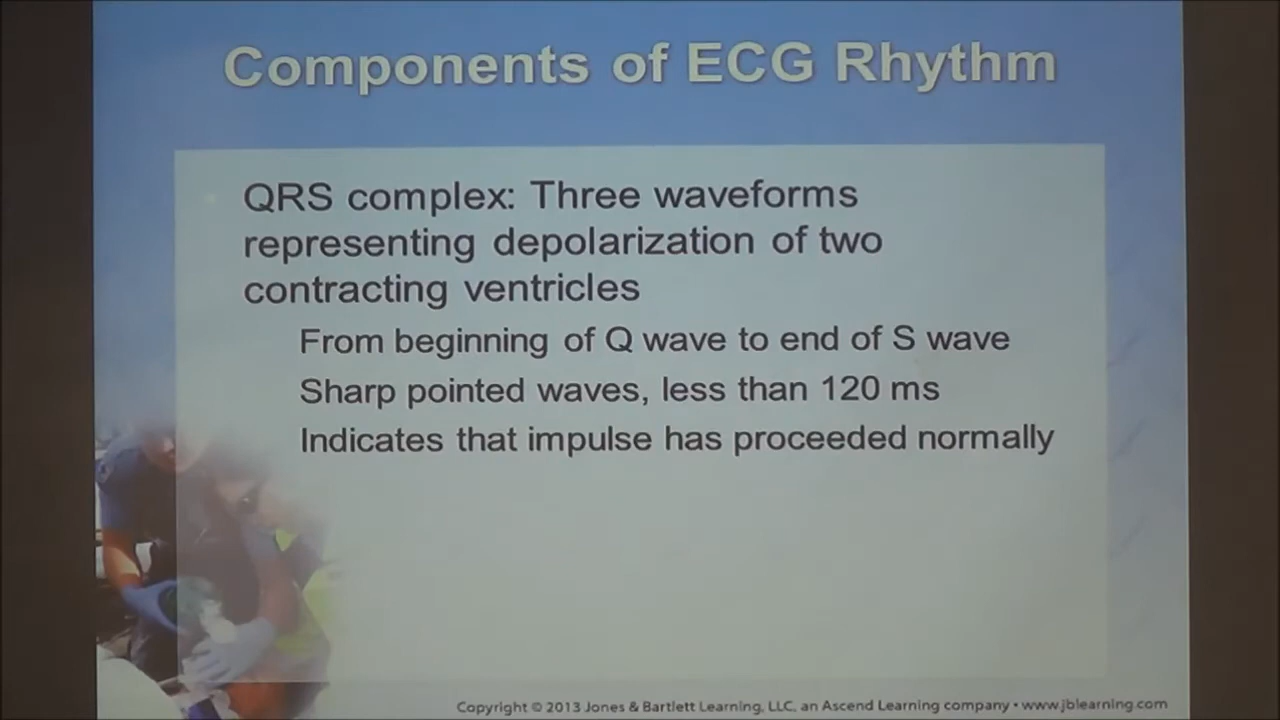 Components of ECG Rhythm
QRS complex: Three waveforms
representing depolarization of two
contracting ventricles
From beginning of Q wave to end of S wave
Sharp pointed waves, less than 120 ms
Indicates that impulse has proceeded normally
Copyright © 2013 Jones & Bartlett Learning, LLC, an Ascend Learning company • www.jblearning.com